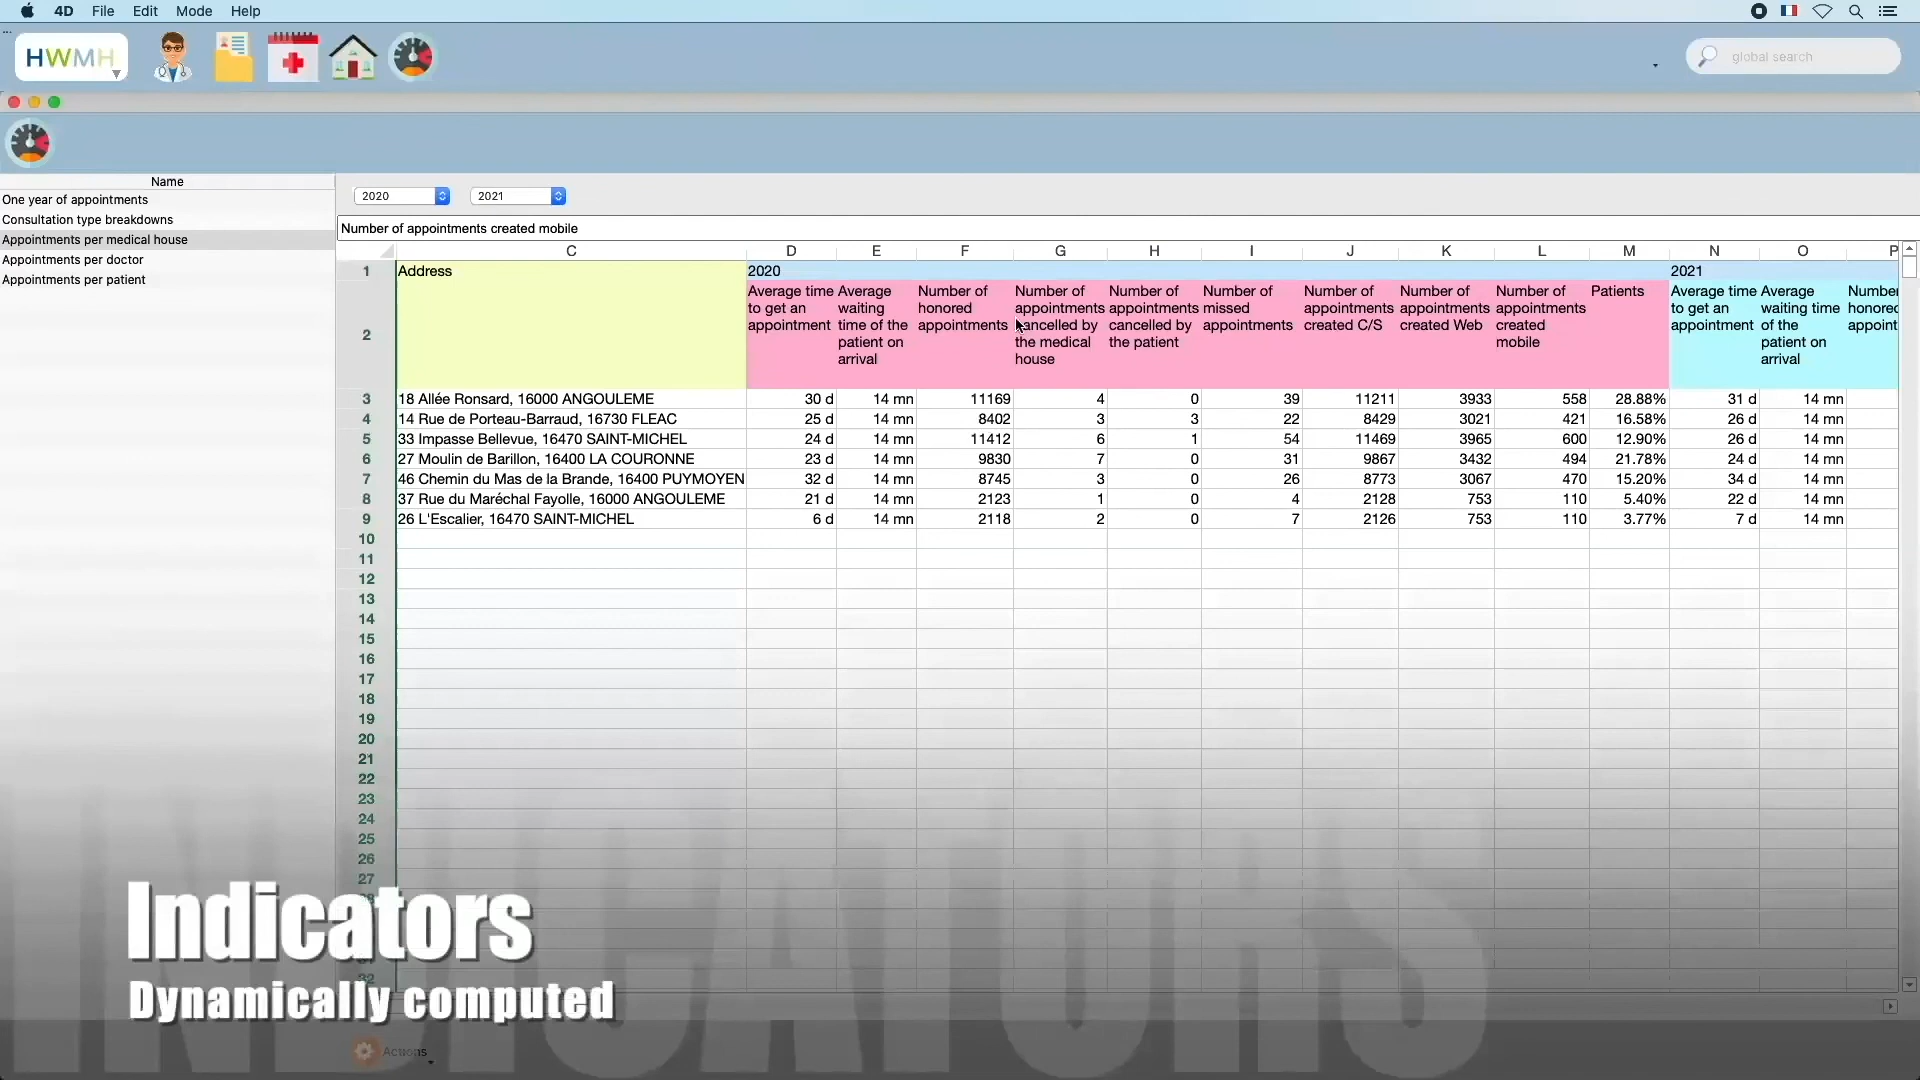 4D File Edit Mode Help
HWMH
global search
Name
One year of appointments
Consultation type breakdowns
Appointments per medical house
Appointments per doctor
Appointments per patient
2020 2021
Number of appointments created mobile
C D E F G H I J K L M N O P
1 Address 2020 2021
2 Average time to get an appointment Average waiting time of the patient on arrival Number of honored appointments Number of appointments cancelled by the medical house Number of appointments cancelled by the patient Number of missed appointments Number of appointments created C/S Number of appointments created Web Number of appointments created mobile Patients Average time to get an appointment Average waiting time of the patient on arrival
3 18 Allée Ronsard, 16000 ANGOULEME 30 d 14 mn 11169 4 0 39 11211 3933 558 28.88% 31 d 14 mn
4 14 Rue de Porteau-Barraud, 16730 FLEAC 25 d 14 mn 8402 3 3 22 8429 3021 421 16.58% 26 d 14 mn
5 33 Impasse Bellevue, 16470 SAINT-MICHEL 24 d 14 mn 11412 6 1 54 11469 3965 600 12.90% 26 d 14 mn
6 27 Moulin de Barillon, 16400 LA COURONNE 23 d 14 mn 9830 7 0 31 9867 3432 494 21.78% 24 d 14 mn
7 46 Chemin du Mas de la Brande, 16400 PUYMOYEN 32 d 14 mn 8745 3 0 26 8773 3067 470 15.20% 34 d 14 mn
8 37 Rue du Maréchal Fayolle, 16000 ANGOULEME 21 d 14 mn 2123 1 0 4 2128 753 110 5.40% 22 d 14 mn
9 26 L'Escalier, 16470 SAINT-MICHEL 6 d 14 mn 2118 2 0 7 2126 753 110 3.77% 7 d 14 mn
10
11
12
13
14
15
16
17
18
19
20
21
22
23
24
25
26
27
Indicators
32
Dynamically computed
INDICATORS
Actions